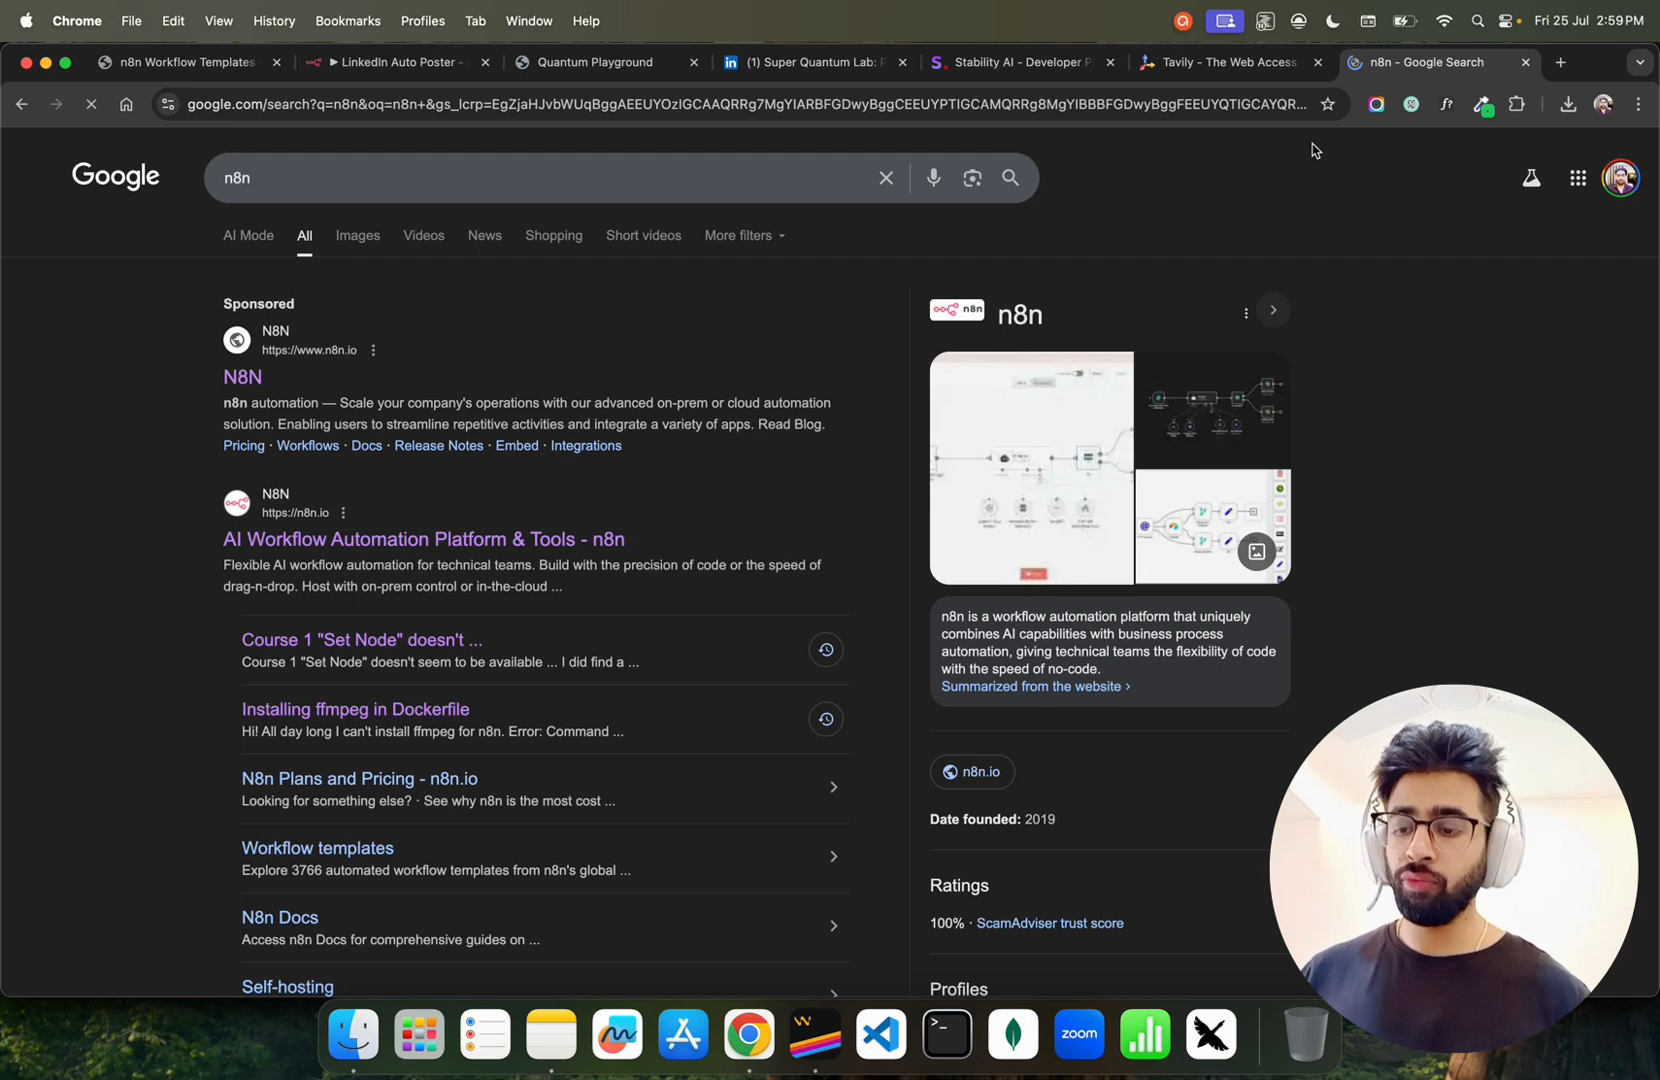 Chrome File Edit View History Bookmarks Profiles Tab Window Help Fri 25 Jul 2:59 PM
n8n Workflow Templates LinkedIn Auto Poster - Quantum Playground (1) Super Quantum Lab: P Stability AI - Developer P Tavily - The Web Access n8n - Google Search
google.com/search?q=n8n&oq=n8n+&gs_lcrp=EgZjaHJvbWUqBggAEEUYOzIGCAAQRRg7MgYIARBFGDwyBggCEEUYPTIGCAMQRRg8MgYIBBBFGDwyBggFEEUYQTIGCAYQR...
Google
n8n
AI Mode All Images Videos News Shopping Short videos More filters
Sponsored
N8N
https://www.n8n.io
N8N
n8n automation — Scale your company's operations with our advanced on-prem or cloud automation
solution. Enabling users to streamline repetitive activities and integrate a variety of apps. Read Blog.
Pricing · Workflows · Docs · Release Notes · Embed · Integrations
N8N
https://n8n.io
AI Workflow Automation Platform & Tools - n8n
Flexible AI workflow automation for technical teams. Build with the precision of code or the speed of
drag-n-drop. Host with on-prem control or in-the-cloud ...
Course 1 "Set Node" doesn't ...
Course 1 "Set Node" doesn't seem to be available ... I did find a ...
Installing ffmpeg in Dockerfile
Hi! All day long I can't install ffmpeg for n8n. Error: Command ...
N8n Plans and Pricing - n8n.io
Looking for something else? · See why n8n is the most cost ...
Workflow templates
Explore 3766 automated workflow templates from n8n's global ...
N8n Docs
Access n8n Docs for comprehensive guides on ...
Self-hosting
n8n
n8n
n8n is a workflow automation platform that uniquely
combines AI capabilities with business process
automation, giving technical teams the flexibility of code
with the speed of no-code.
Summarized from the website ›
n8n.io
Date founded: 2019
Ratings
100% · ScamAdviser trust score
Profiles
zoom